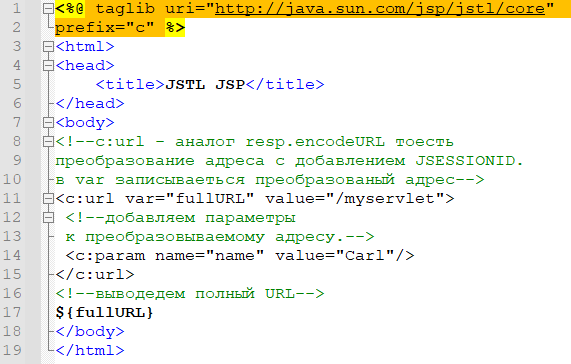 1 <%@ taglib uri="http://java.sun.com/jsp/jstl/core"
2 prefix="c" %>
3 <html>
4 <head>
5 <title>JSTL JSP</title>
6 </head>
7 <body>
8 <!--c:url - аналог resp.encodeURL тоесть
9 преобразование адреса с добавлением JSESSIONID.
10 в var записываеться преобразованый адрес-->
11 <c:url var="fullURL" value="/myservlet">
12 <!--добавляем параметры
13 к преобразовываемому адресу.-->
14 <c:param name="name" value="Carl"/>
15 </c:url>
16 <!--выводедем полный URL-->
17 ${fullURL}
18 </body>
19 </html>